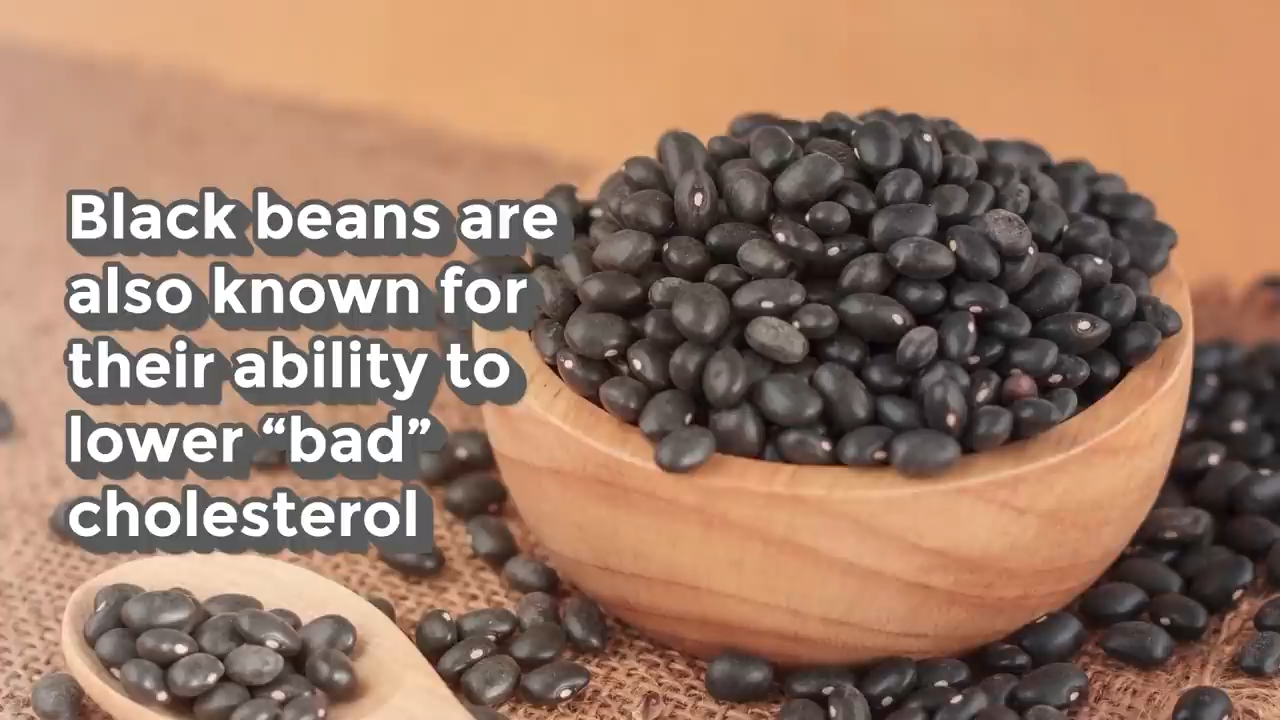 Black beans are
also known for
their ability to
lower “bad”
cholesterol